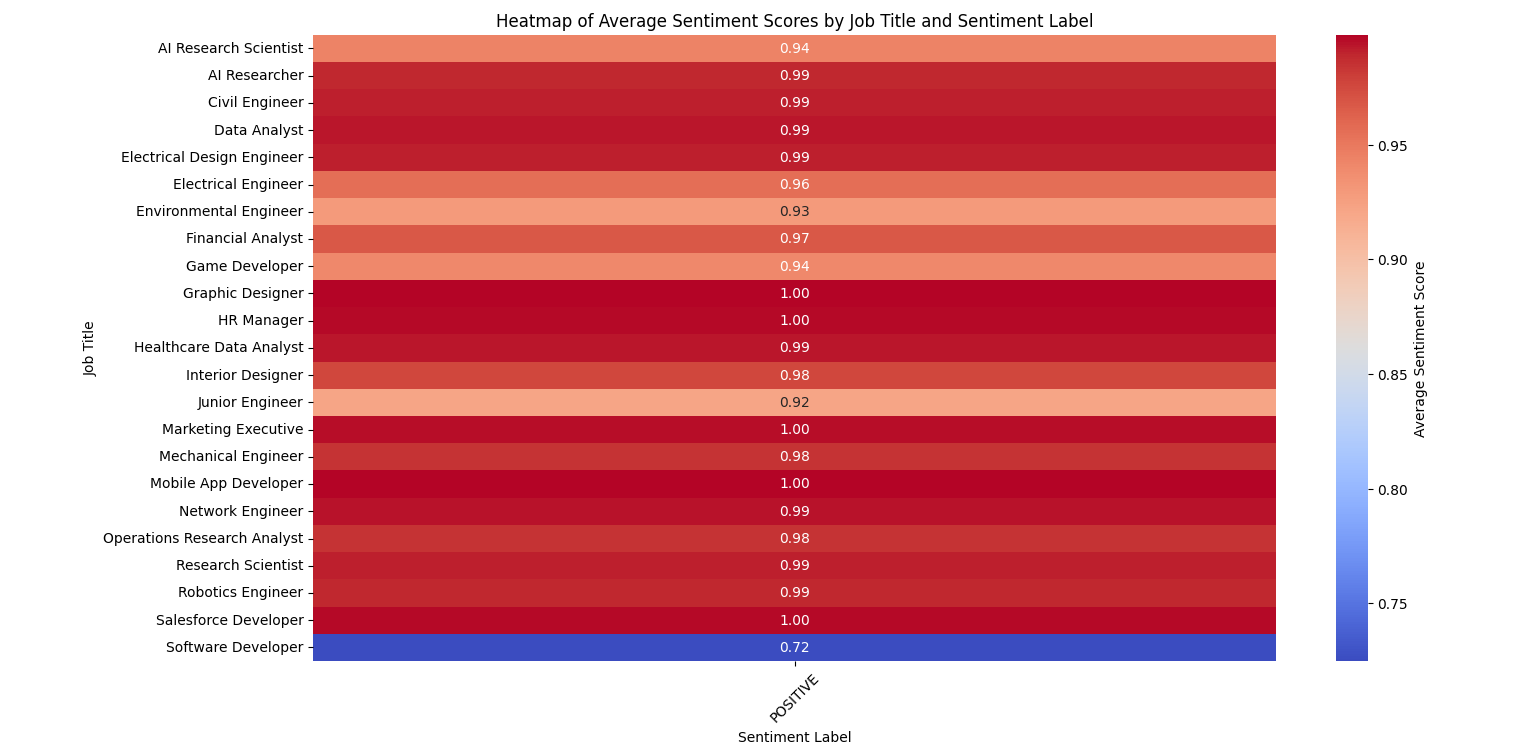 Heatmap of Average Sentiment Scores by Job Title and Sentiment Label
AI Research Scientist 0.94
AI Researcher 0.99
Civil Engineer 0.99
Data Analyst 0.99
Electrical Design Engineer 0.99
Electrical Engineer 0.96
Environmental Engineer 0.93
Financial Analyst 0.97
Game Developer 0.94
Graphic Designer 1.00
HR Manager 1.00
Healthcare Data Analyst 0.99
Interior Designer 0.98
Junior Engineer 0.92
Marketing Executive 1.00
Mechanical Engineer 0.98
Mobile App Developer 1.00
Network Engineer 0.99
Operations Research Analyst 0.98
Research Scientist 0.99
Robotics Engineer 0.99
Salesforce Developer 1.00
Software Developer 0.72
Job Title
POSITIVE
Sentiment Label
0.95
0.90
0.85
0.80
0.75
Average Sentiment Score